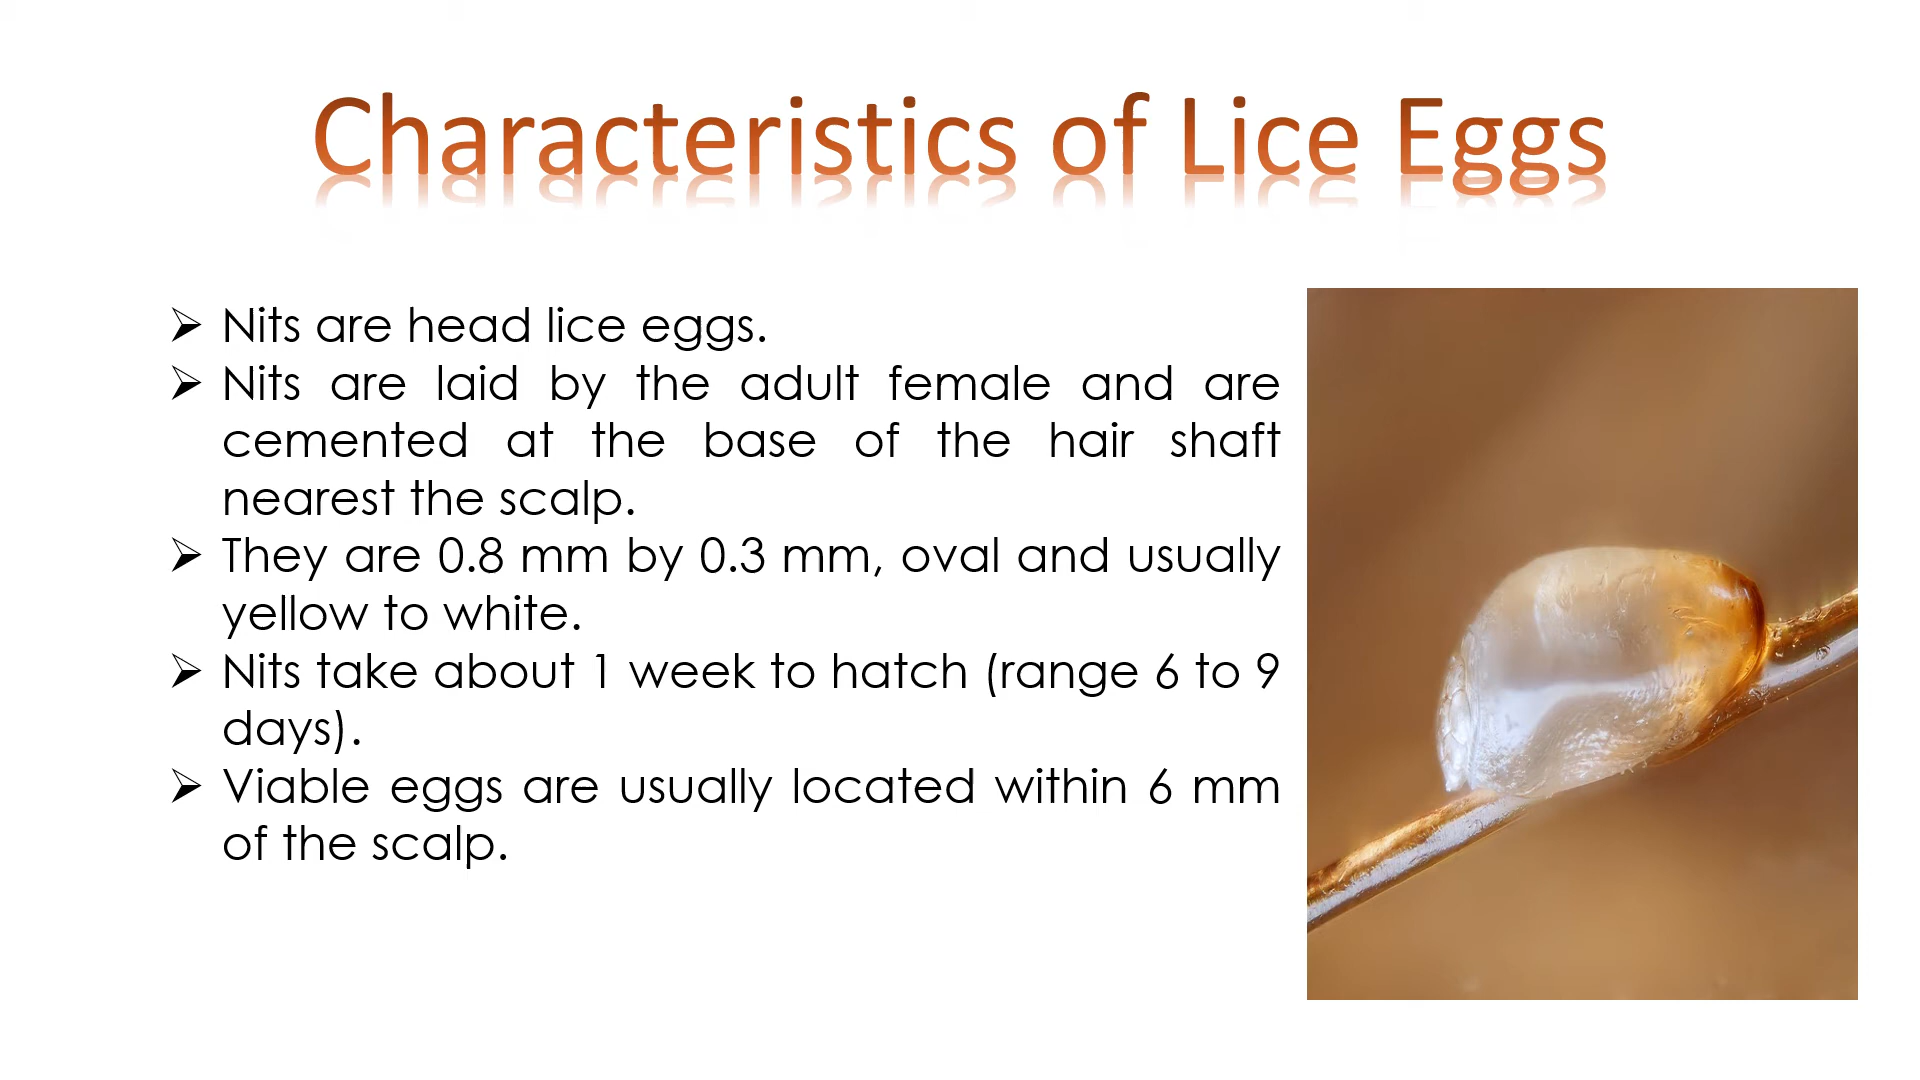 Characteristics of Lice Eggs
➢ Nits are head lice eggs.
➢ Nits are laid by the adult female and are
cemented at the base of the hair shaft
nearest the scalp.
➢ They are 0.8 mm by 0.3 mm, oval and usually
yellow to white.
➢ Nits take about 1 week to hatch (range 6 to 9
days).
➢ Viable eggs are usually located within 6 mm
of the scalp.